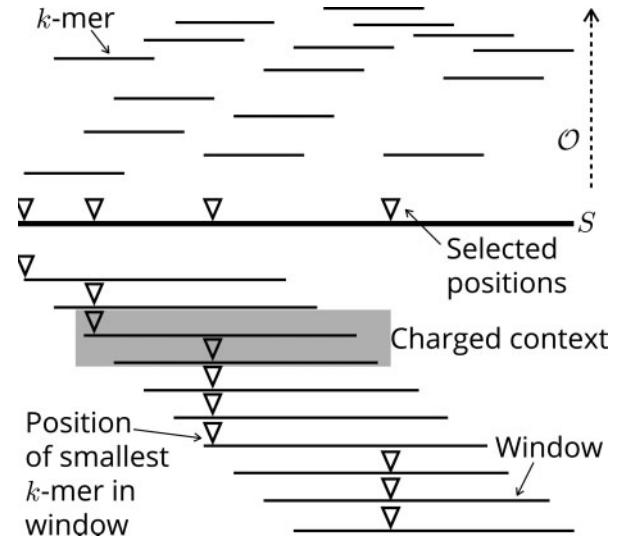 k-mer
𝒪
S
Selected
positions
Charged context
Position
of smallest
k-mer in
window
Window